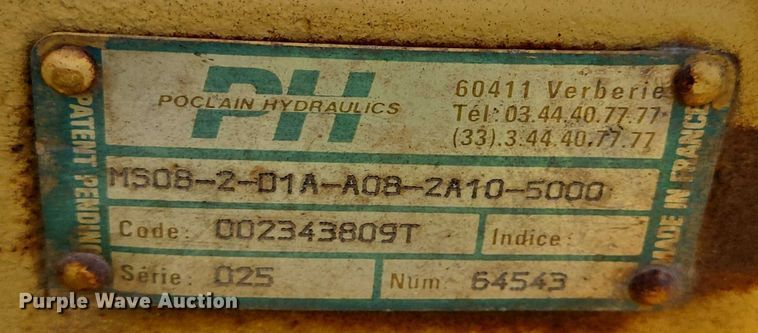 PH
POCLAIN HYDRAULICS
60411 Verberie
Tél: 03.44.40.77.77
(33).3.44.40.77.77
PATENT PENDING
MADE IN FRANCE
MS08-2-D1A-A08-2A10-5000
Code: 002343809T Indice:
Série: 025 Num: 64543
Purple Wave Auction